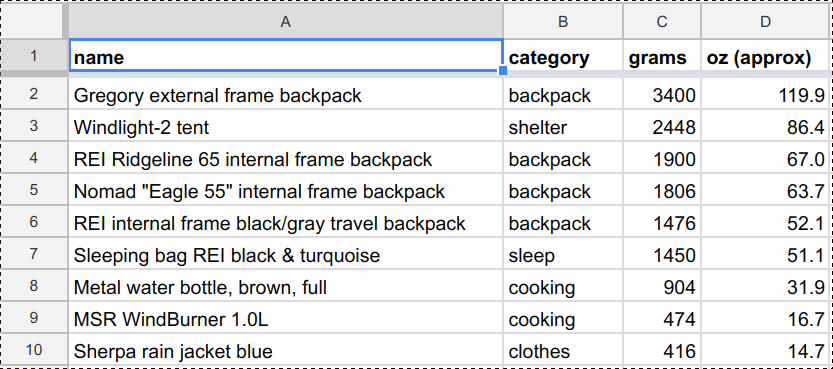 A B C D
1 name category grams oz (approx)
2 Gregory external frame backpack backpack 3400 119.9
3 Windlight-2 tent shelter 2448 86.4
4 REI Ridgeline 65 internal frame backpack backpack 1900 67.0
5 Nomad "Eagle 55" internal frame backpack backpack 1806 63.7
6 REI internal frame black/gray travel backpack backpack 1476 52.1
7 Sleeping bag REI black & turquoise sleep 1450 51.1
8 Metal water bottle, brown, full cooking 904 31.9
9 MSR WindBurner 1.0L cooking 474 16.7
10 Sherpa rain jacket blue clothes 416 14.7